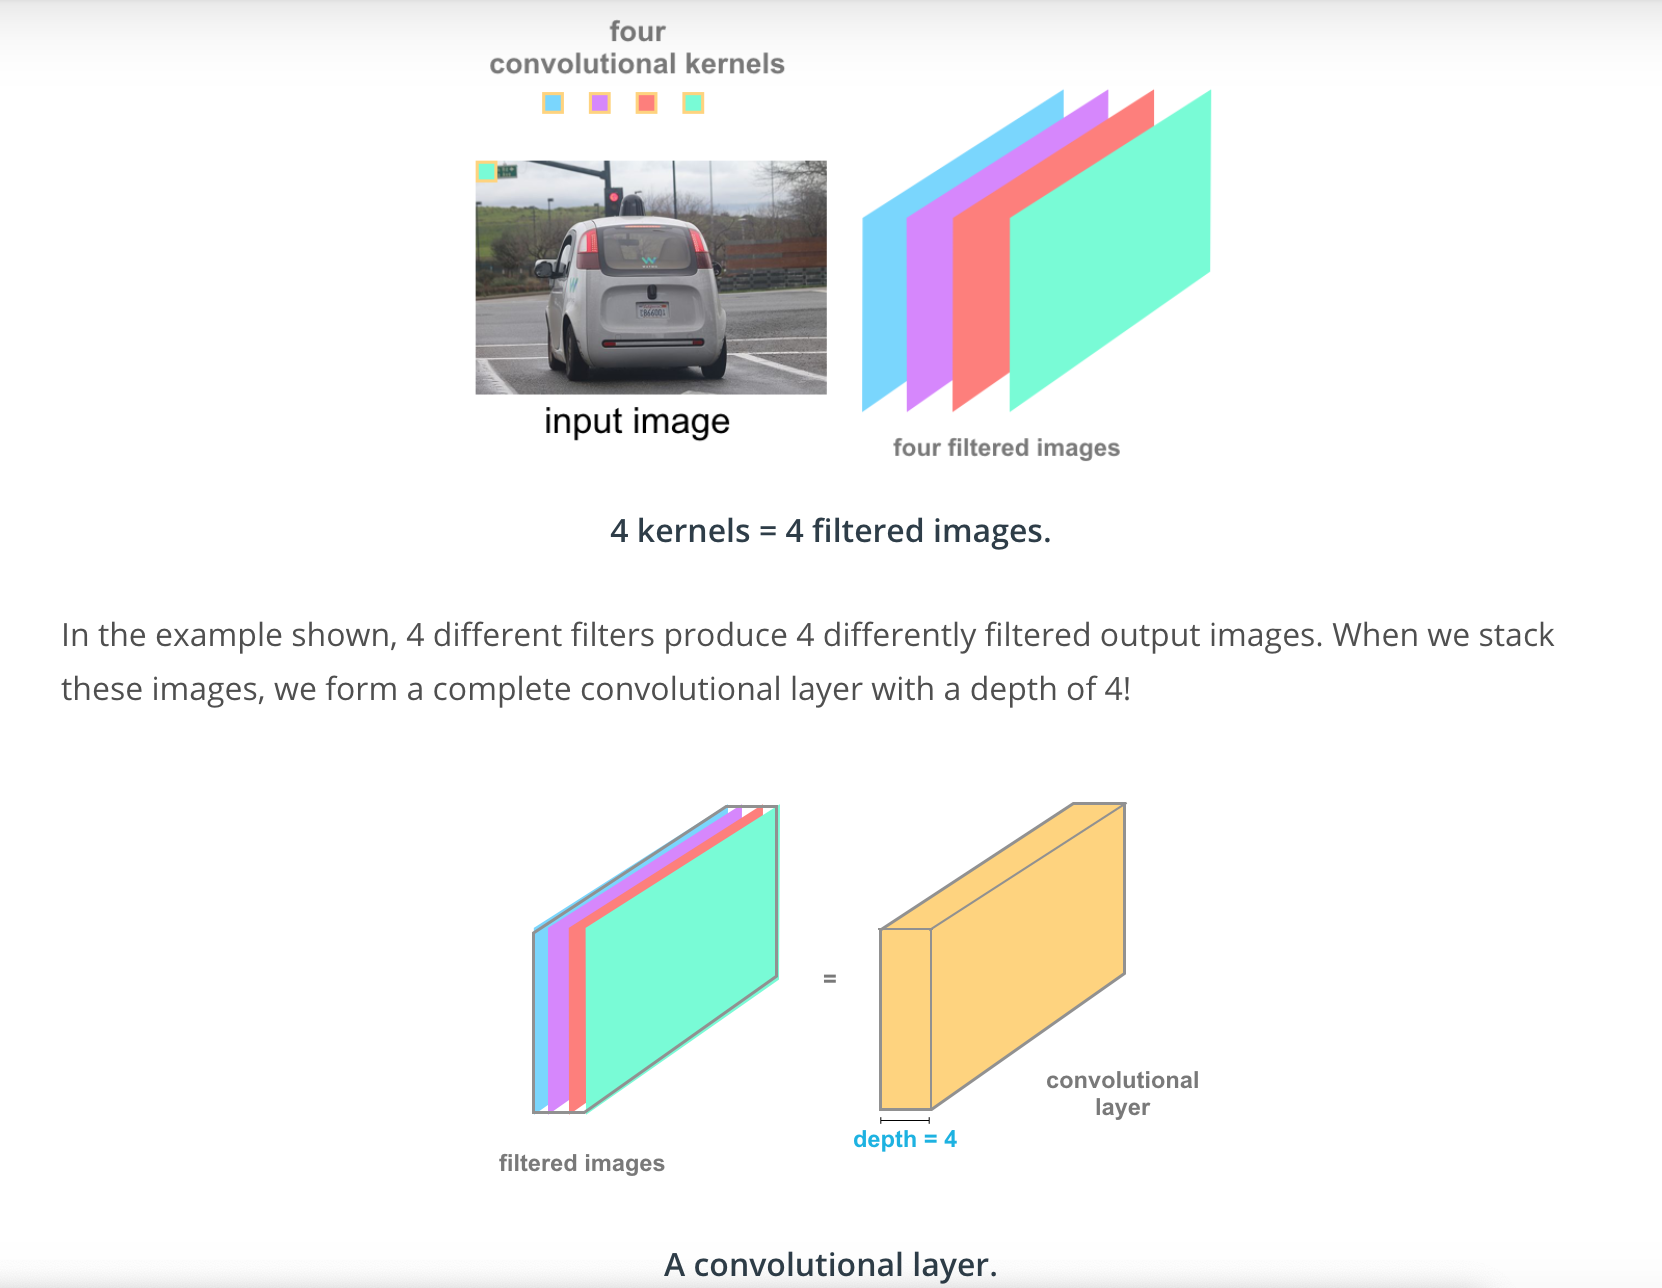 four
convolutional kernels
input image
four filtered images
4 kernels = 4 filtered images.
In the example shown, 4 different filters produce 4 differently filtered output images. When we stack
these images, we form a complete convolutional layer with a depth of 4!
=
convolutional
layer
depth = 4
filtered images
A convolutional layer.